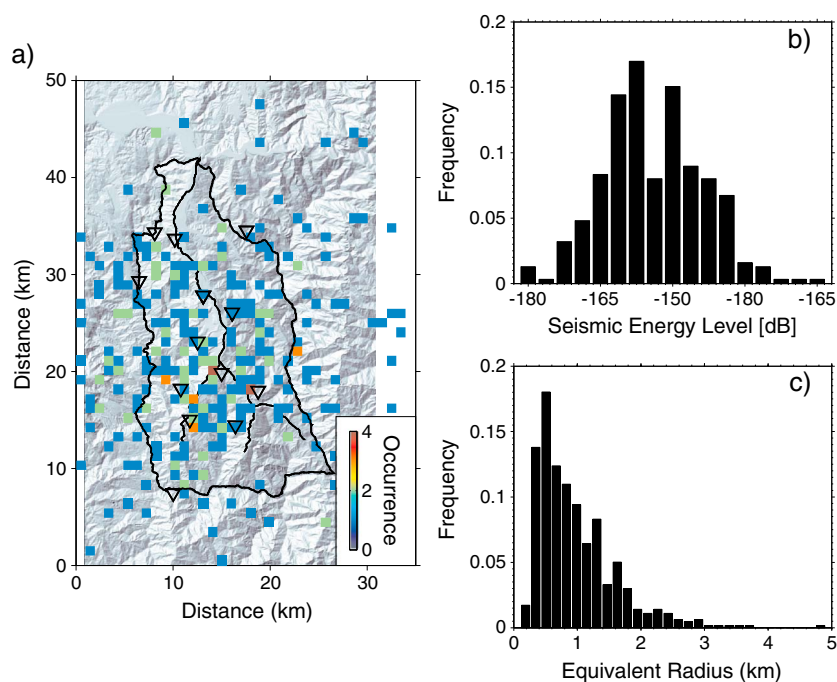 a)
50
40
30
20
10
0
Distance (km)
0 10 20 30
Distance (km)
4
2
0
Occurrence
b)
0.2
0.15
0.1
0.05
0
Frequency
-180 -165 -150 -180 -165
Seismic Energy Level [dB]
c)
0.2
0.15
0.1
0.05
0
Frequency
0 1 2 3 4 5
Equivalent Radius (km)